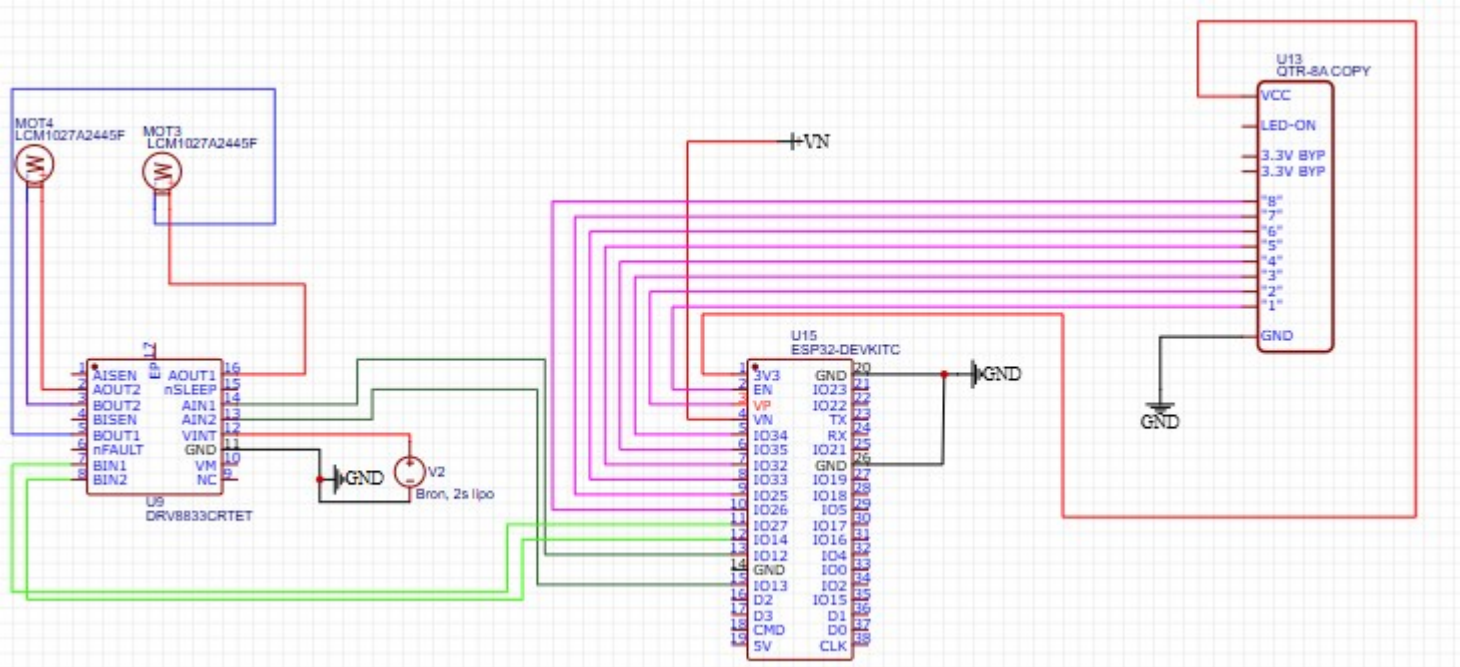 U13
QTR-8A COPY
VCC
LED-ON
3.3V BYP
3.3V BYP
"8"
"7"
"6"
"5"
"4"
"3"
"2"
"1"
GND
GND
MOT4
LCM1027A2445F
MOT3
LCM1027A2445F
VN
EP 17
1 AISEN AOUT1 16
2 AOUT2 nSLEEP 15
3 BOUT2 AIN1 14
4 BISEN AIN2 13
5 BOUT1 VINT 12
6 nFAULT GND 11
7 BIN1 VM 10
8 BIN2 NC 9
U9
DRV8833CRTET
GND
V2
Bron, 2s lipo
U15
ESP32-DEVKITC
1 3V3 GND 20
2 EN IO23 21
3 VP IO22 22
4 VN TX 23
5 IO34 RX 24
6 IO35 IO21 25
7 IO32 GND 26
8 IO33 IO19 27
9 IO25 IO18 28
10 IO26 IO5 29
11 IO27 IO17 30
12 IO14 IO16 31
13 IO12 IO4 32
14 GND IO0 33
15 IO13 IO2 34
16 D2 IO15 35
17 D3 D1 36
18 CMD D0 37
19 5V CLK 38
GND